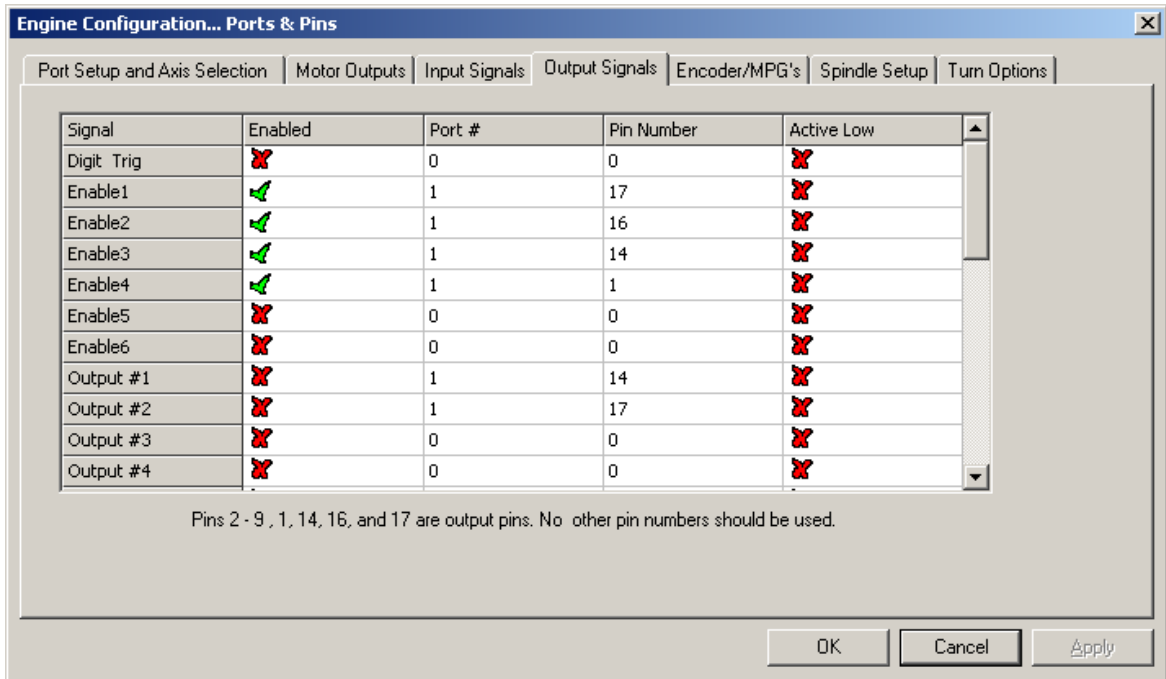 Engine Configuration... Ports & Pins
Port Setup and Axis Selection Motor Outputs Input Signals Output Signals Encoder/MPG's Spindle Setup Turn Options
Signal Enabled Port # Pin Number Active Low
Digit Trig 0 0
Enable1 1 17
Enable2 1 16
Enable3 1 14
Enable4 1 1
Enable5 0 0
Enable6 0 0
Output #1 1 14
Output #2 1 17
Output #3 0 0
Output #4 0 0
Pins 2 - 9 , 1, 14, 16, and 17 are output pins. No other pin numbers should be used.
OK Cancel Apply